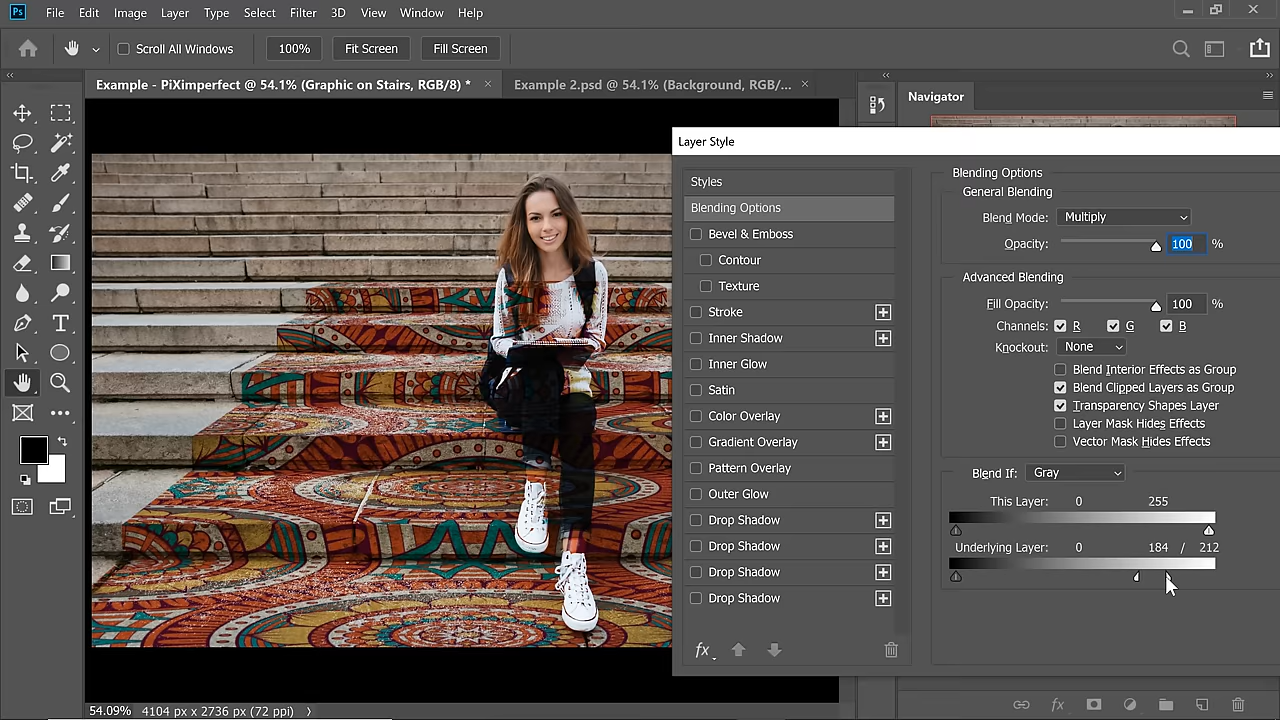 Ps File Edit Image Layer Type Select Filter 3D View Window Help
Scroll All Windows 100% Fit Screen Fill Screen
Example - PiXimperfect @ 54.1% (Graphic on Stairs, RGB/8) * × Example 2.psd @ 54.1% (Background, RGB/... ×
Navigator
Layer Style
Styles
Blending Options
Bevel & Emboss
Contour
Texture
Stroke
Inner Shadow
Inner Glow
Satin
Color Overlay
Gradient Overlay
Pattern Overlay
Outer Glow
Drop Shadow
Drop Shadow
Drop Shadow
Drop Shadow
fx
Blending Options
General Blending
Blend Mode: Multiply
Opacity: 100 %
Advanced Blending
Fill Opacity: 100 %
Channels: R G B
Knockout: None
Blend Interior Effects as Group
Blend Clipped Layers as Group
Transparency Shapes Layer
Layer Mask Hides Effects
Vector Mask Hides Effects
Blend If: Gray
This Layer: 0 255
Underlying Layer: 0 184 / 212
54.09% 4104 px x 2736 px (72 ppi) >
fx